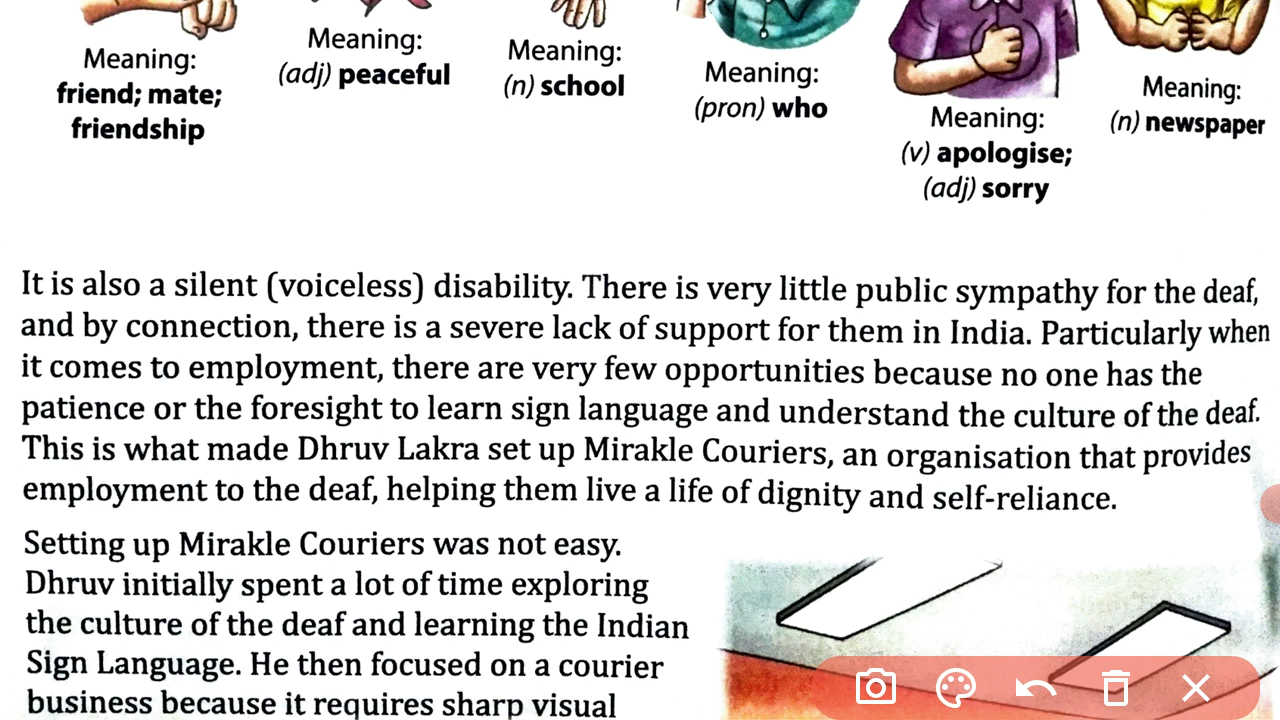 Meaning:
friend; mate;
friendship
Meaning:
(adj) peaceful
Meaning:
(n) school
Meaning:
(pron) who
Meaning:
(v) apologise;
(adj) sorry
Meaning:
(n) newspaper
It is also a silent (voiceless) disability. There is very little public sympathy for the deaf,
and by connection, there is a severe lack of support for them in India. Particularly when
it comes to employment, there are very few opportunities because no one has the
patience or the foresight to learn sign language and understand the culture of the deaf.
This is what made Dhruv Lakra set up Mirakle Couriers, an organisation that provides
employment to the deaf, helping them live a life of dignity and self-reliance.
Setting up Mirakle Couriers was not easy.
Dhruv initially spent a lot of time exploring
the culture of the deaf and learning the Indian
Sign Language. He then focused on a courier
business because it requires sharp visual